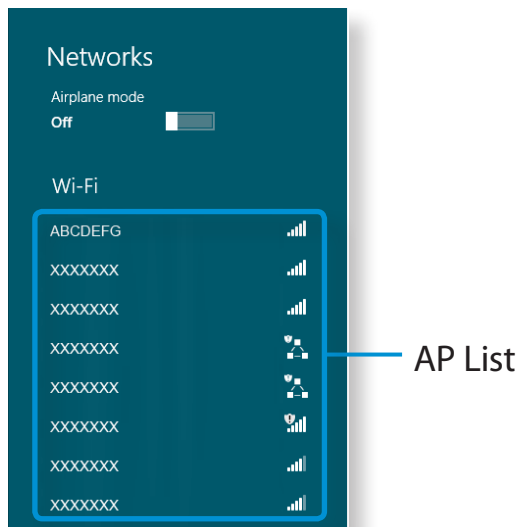 Networks
Airplane mode
Off
Wi-Fi
ABCDEFG
XXXXXXX
XXXXXXX
XXXXXXX
XXXXXXX
XXXXXXX
XXXXXXX
XXXXXXX
AP List